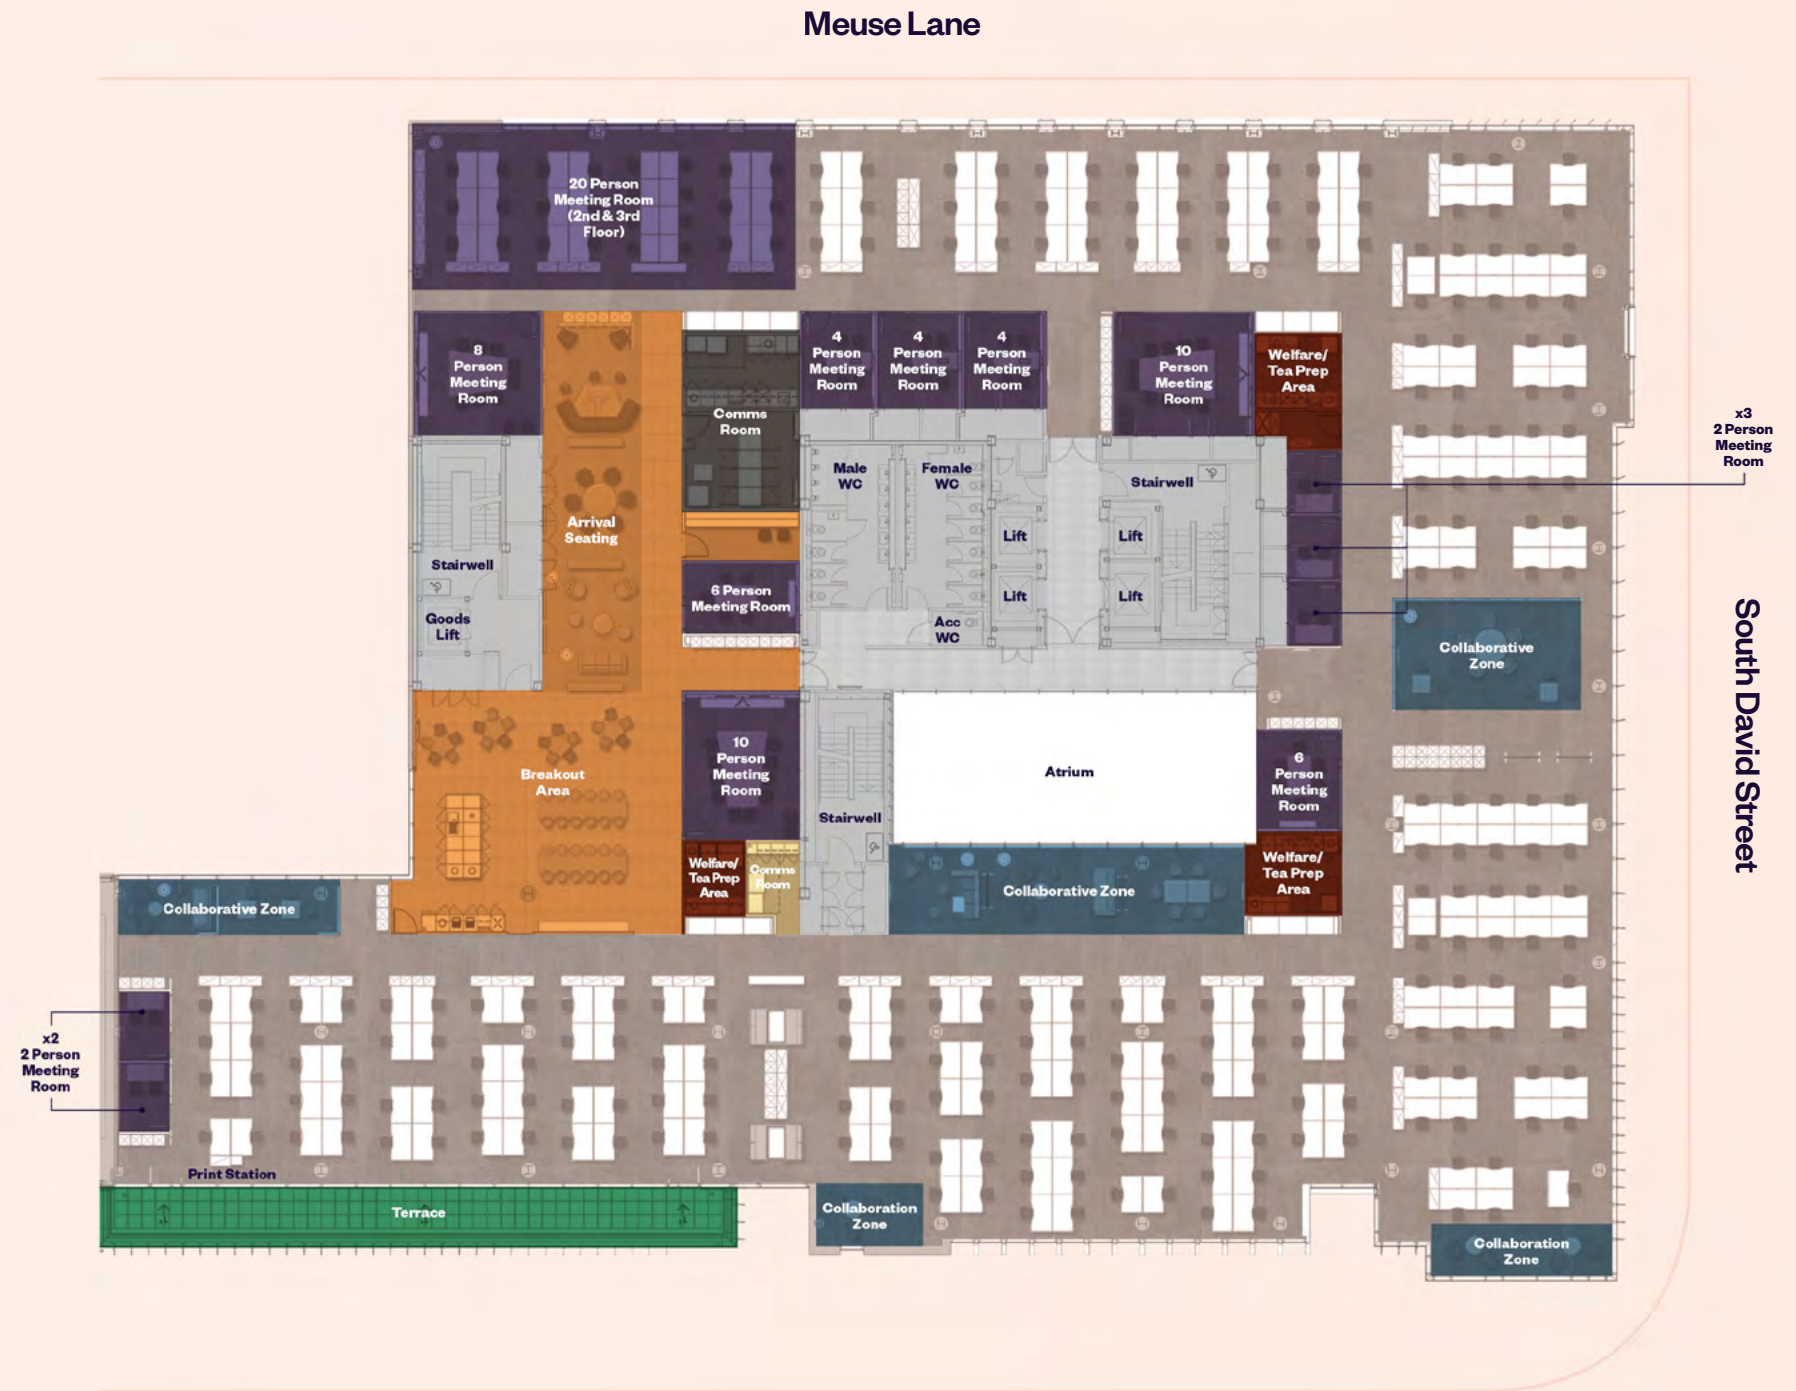 Meuse Lane
20 Person
Meeting Room
(2nd & 3rd
Floor)
8
Person
Meeting
Room
Comms
Room
4
Person
Meeting
Room
4
Person
Meeting
Room
4
Person
Meeting
Room
10
Person
Meeting
Room
Welfare/
Tea Prep
Area
x3
2 Person
Meeting
Room
Arrival
Seating
Male
WC
Female
WC
Stairwell
Lift
Lift
Stairwell
6 Person
Meeting Room
Lift
Lift
Goods
Lift
Acc
WC
Collaborative
Zone
South David Street
Breakout
Area
10
Person
Meeting
Room
Stairwell
Atrium
6
Person
Meeting
Room
Welfare/
Tea Prep
Area
Comms
Room
Collaborative Zone
Welfare/
Tea Prep
Area
Collaborative Zone
x2
2 Person
Meeting
Room
Print Station
Terrace
Collaboration
Zone
Collaboration
Zone